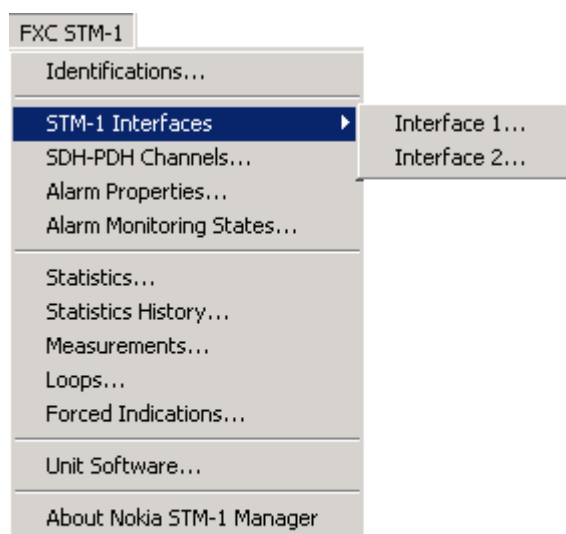 FXC STM-1
Identifications...
STM-1 Interfaces
Interface 1...
Interface 2...
SDH-PDH Channels...
Alarm Properties...
Alarm Monitoring States...
Statistics...
Statistics History...
Measurements...
Loops...
Forced Indications...
Unit Software...
About Nokia STM-1 Manager